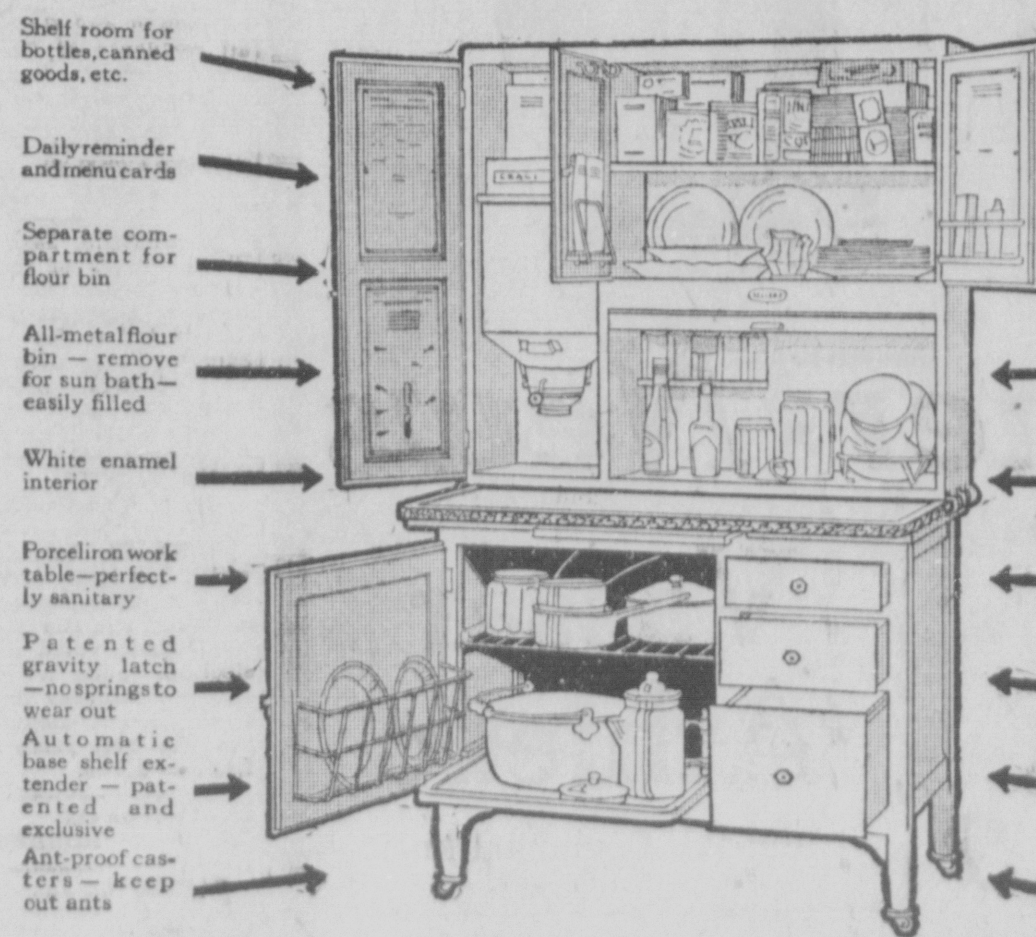 Shelf room for
bottles, canned
goods, etc.
Daily reminder
and menu cards
Separate com-
partment for
flour bin
All-metal flour
bin — remove
for sun bath—
easily filled
White enamel
interior
Porceliron work
table—perfect-
ly sanitary
Patented
gravity latch
—no springs to
wear out
Automatic
base shelf ex-
tender — pat-
ented and
exclusive
Ant-proof cas-
ters — keep
out ants